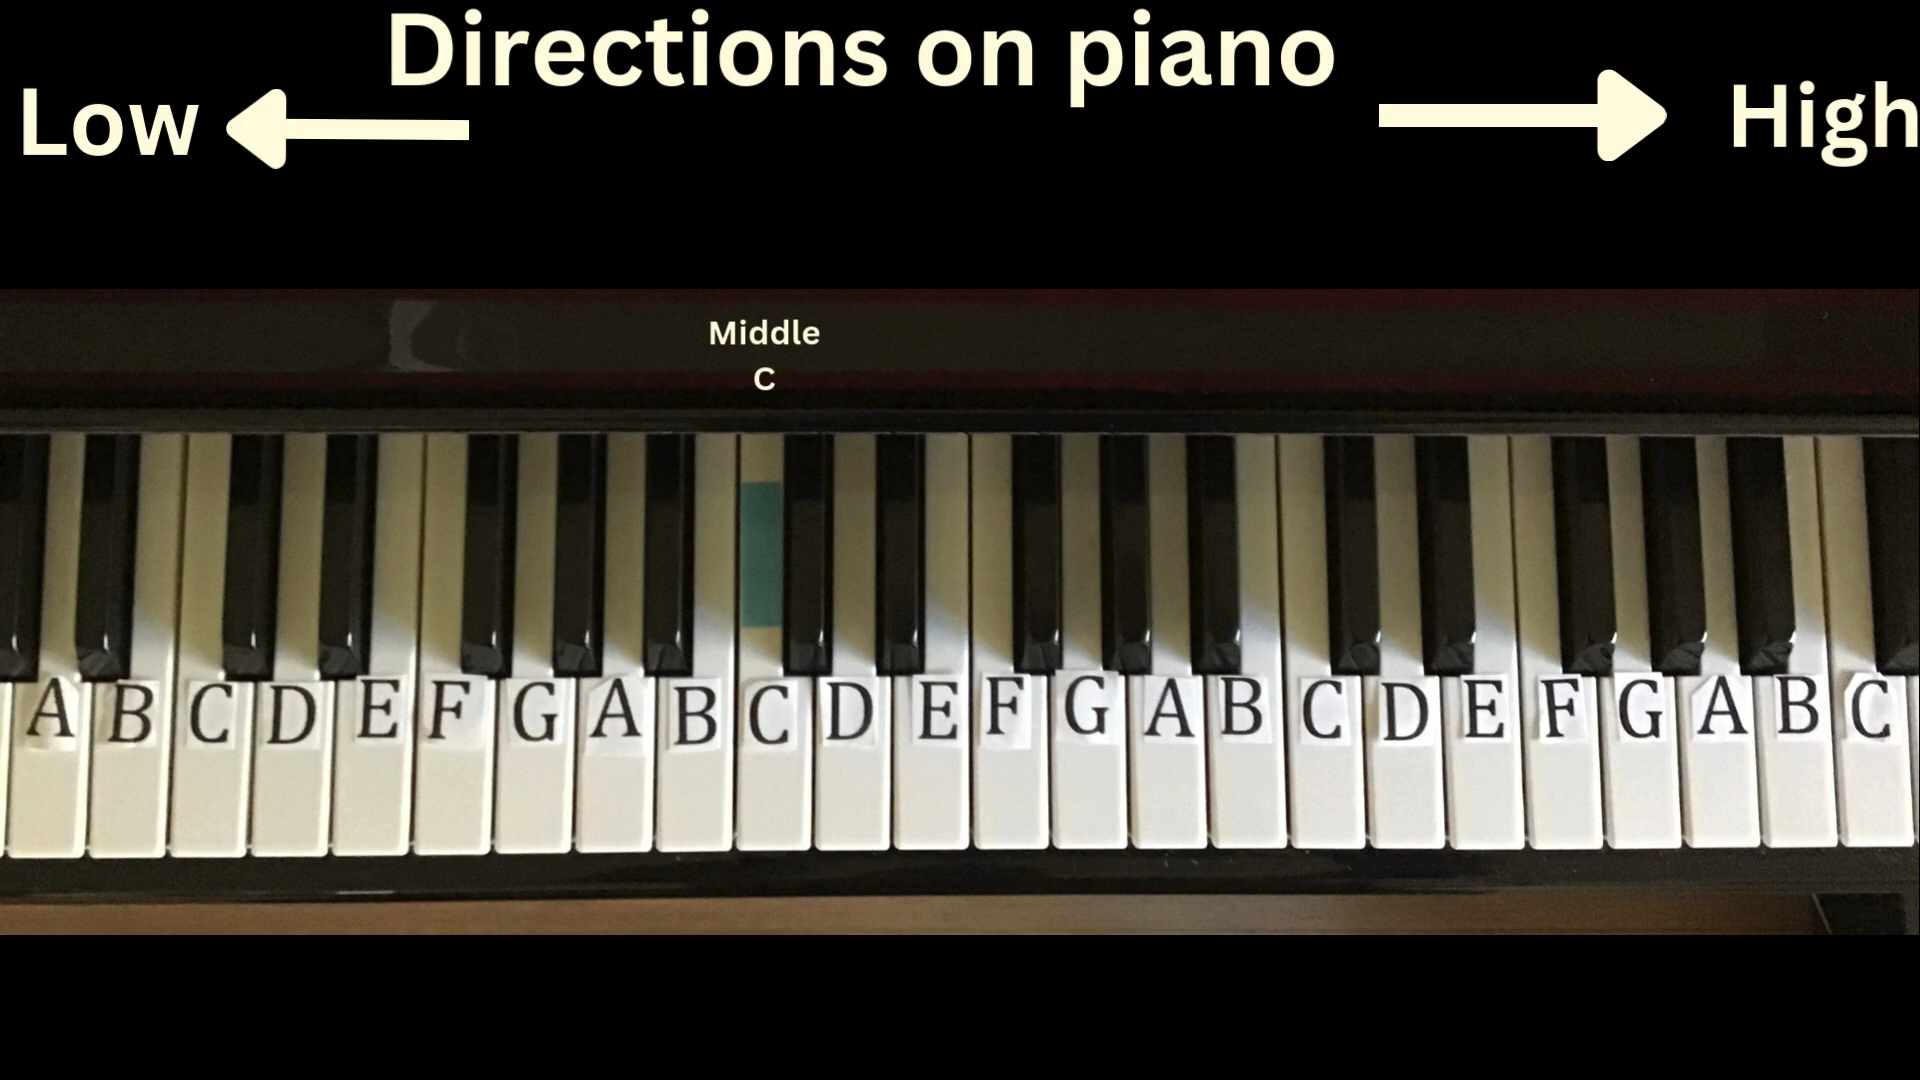 Directions on piano
Low
High
Middle
C
A B C D E F G A B C D E F G A B C D E F G A B C